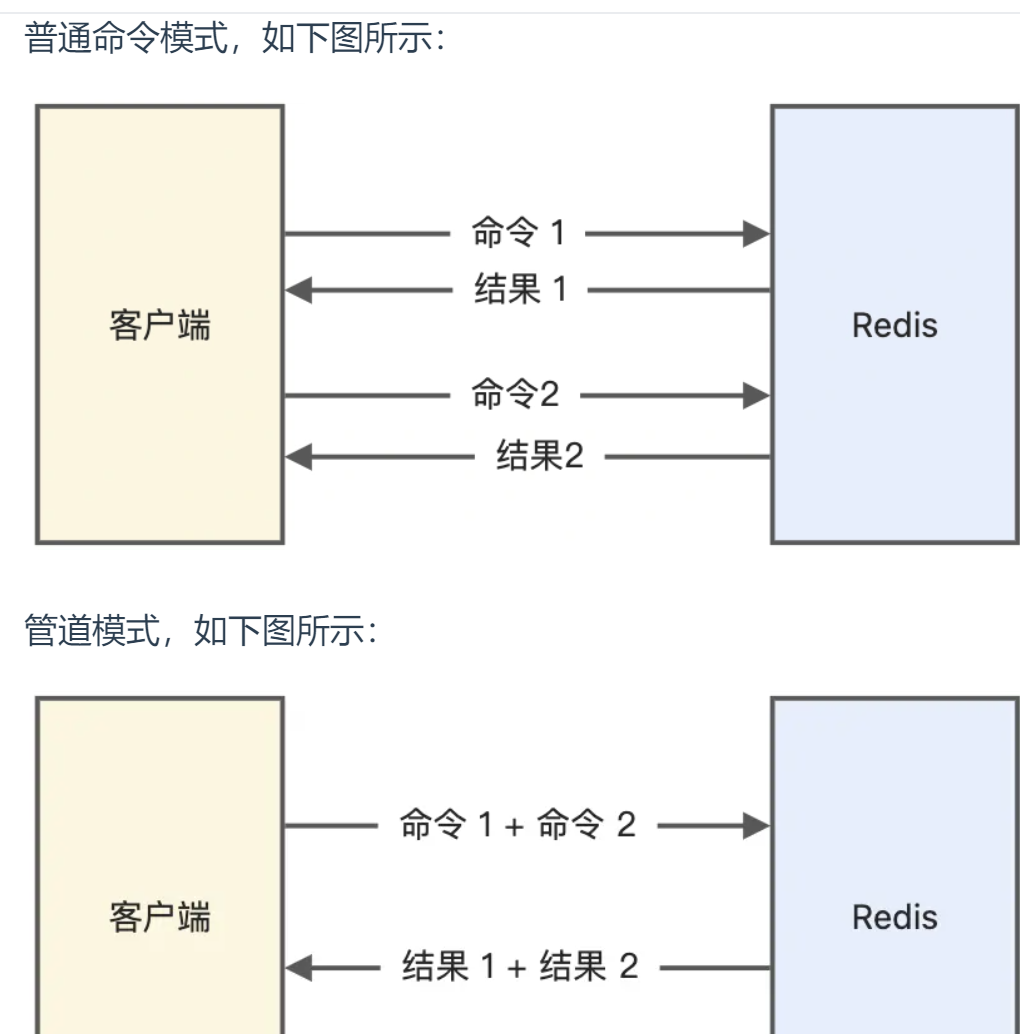 普通命令模式，如下图所示：
命令 1
结果 1
客户端
Redis
命令2
结果2
管道模式，如下图所示：
命令 1 + 命令 2
客户端
Redis
结果 1 + 结果 2